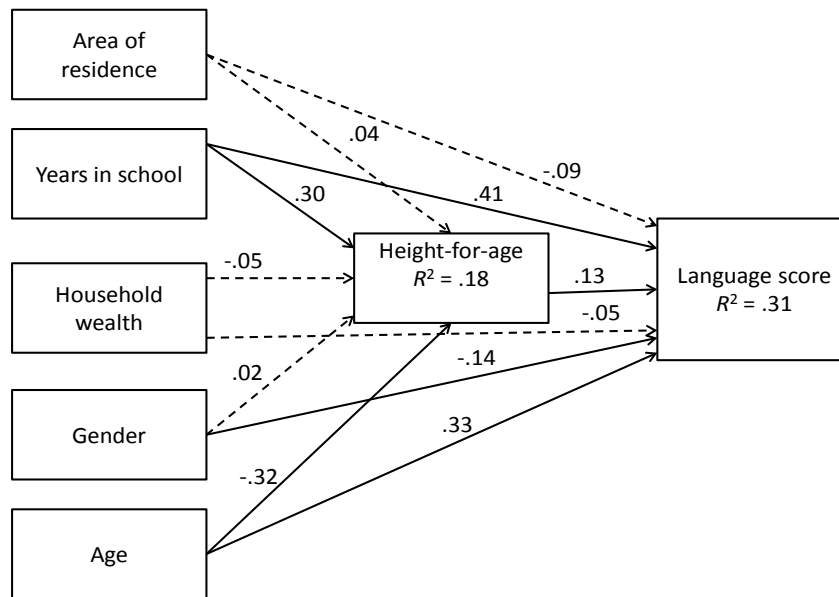 Area of
residence
.04
-.09
Years in school
.30
.41
Height-for-age
R² = .18
-.05
.13
Language score
R² = .31
Household
wealth
-.05
.02
-.14
Gender
.33
-.32
Age